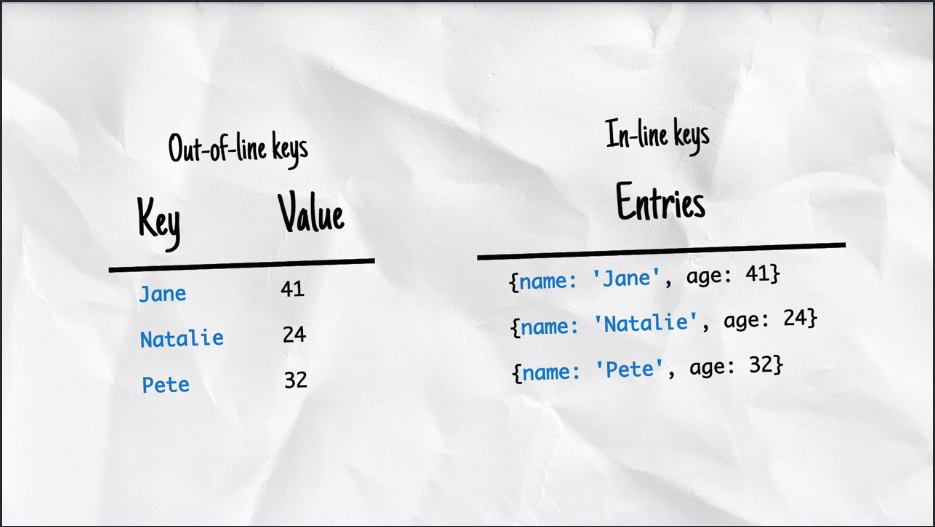 Out-of-line keys
Key Value
Jane 41
Natalie 24
Pete 32
In-line keys
Entries
{name: 'Jane', age: 41}
{name: 'Natalie', age: 24}
{name: 'Pete', age: 32}